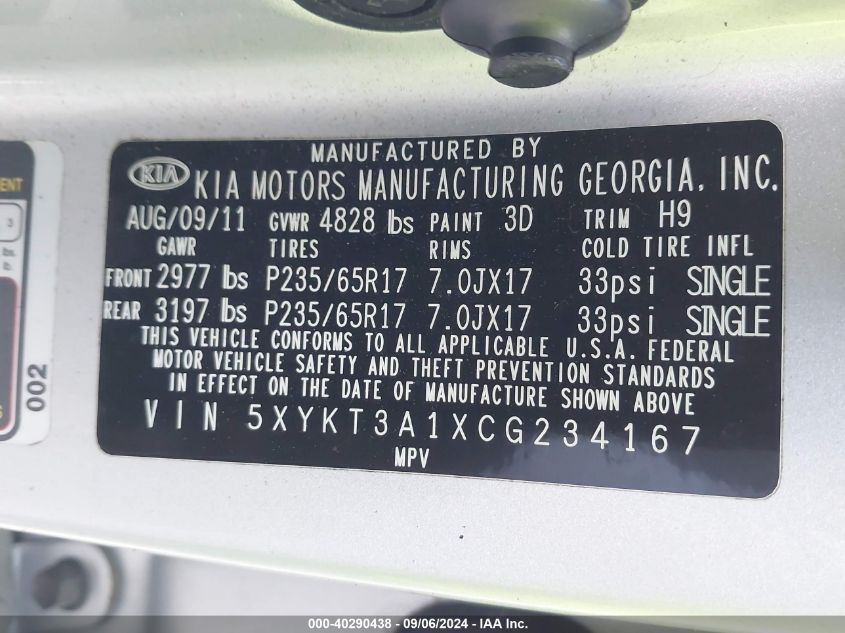 MANUFACTURED BY
KIA KIA MOTORS MANUFACTURING GEORGIA, INC.
AUG/09/11 GVWR 4828 lbs PAINT 3D TRIM H9
GAWR TIRES RIMS COLD TIRE INFL
FRONT 2977 lbs P235/65R17 7.0JX17 33psi SINGLE
REAR 3197 lbs P235/65R17 7.0JX17 33psi SINGLE
THIS VEHICLE CONFORMS TO ALL APPLICABLE U.S.A. FEDERAL
MOTOR VEHICLE SAFETY AND THEFT PREVENTION STANDARDS
IN EFFECT ON THE DATE OF MANUFACTURE SHOWN ABOVE
VIN 5XYKT3A1XCG234167
MPV
002
000-40290438 - 09/06/2024 - IAA Inc.